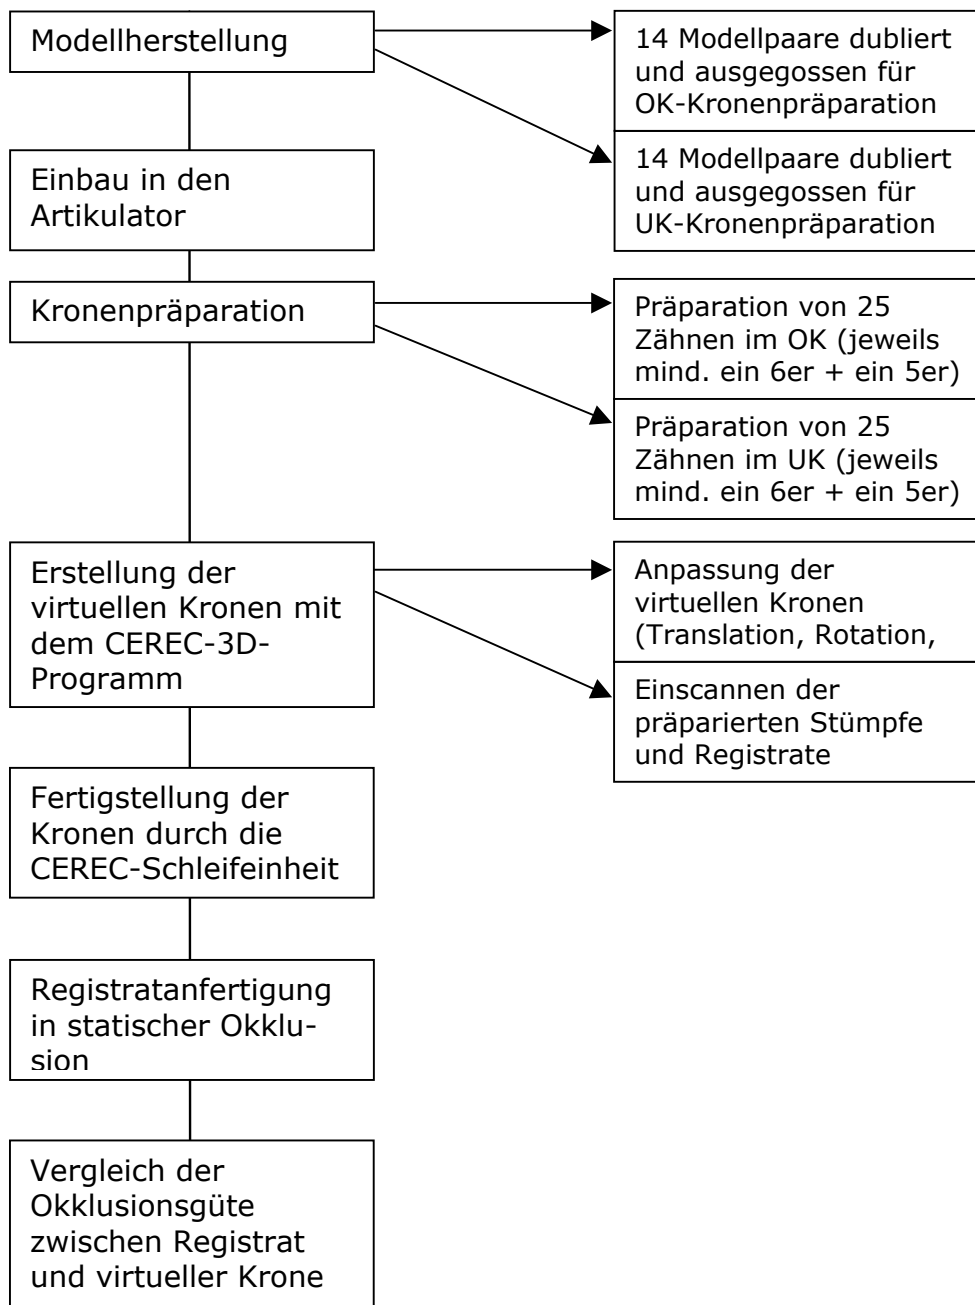 Modellherstellung
14 Modellpaare dubliert
und ausgegossen für
OK-Kronenpräparation
14 Modellpaare dubliert
und ausgegossen für
UK-Kronenpräparation
Einbau in den
Artikulator
Kronenpräparation
Präparation von 25
Zähnen im OK (jeweils
mind. ein 6er + ein 5er)
Präparation von 25
Zähnen im UK (jeweils
mind. ein 6er + ein 5er)
Erstellung der
virtuellen Kronen mit
dem CEREC-3D-
Programm
Anpassung der
virtuellen Kronen
(Translation, Rotation,
Einscannen der
präparierten Stümpfe
und Registrate
Fertigstellung der
Kronen durch die
CEREC-Schleifeinheit
Registratanfertigung
in statischer Okklu-
sion
Vergleich der
Okklusionsgüte
zwischen Registrat
und virtueller Krone